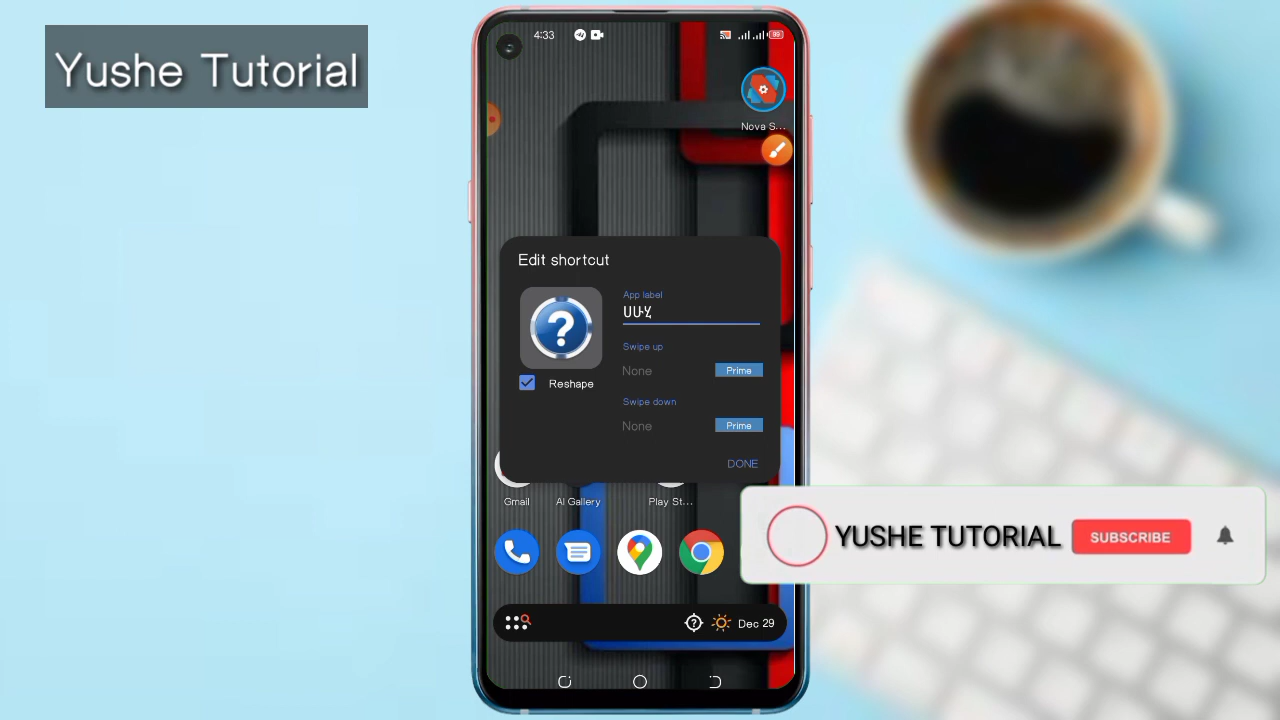 Yushe Tutorial
4:33
89
Nova S...
Edit shortcut
App label
Swipe up
None
Prime
Reshape
Swipe down
None
Prime
DONE
Gmail
AI Gallery
Play St...
YUSHE TUTORIAL
SUBSCRIBE
Dec 29